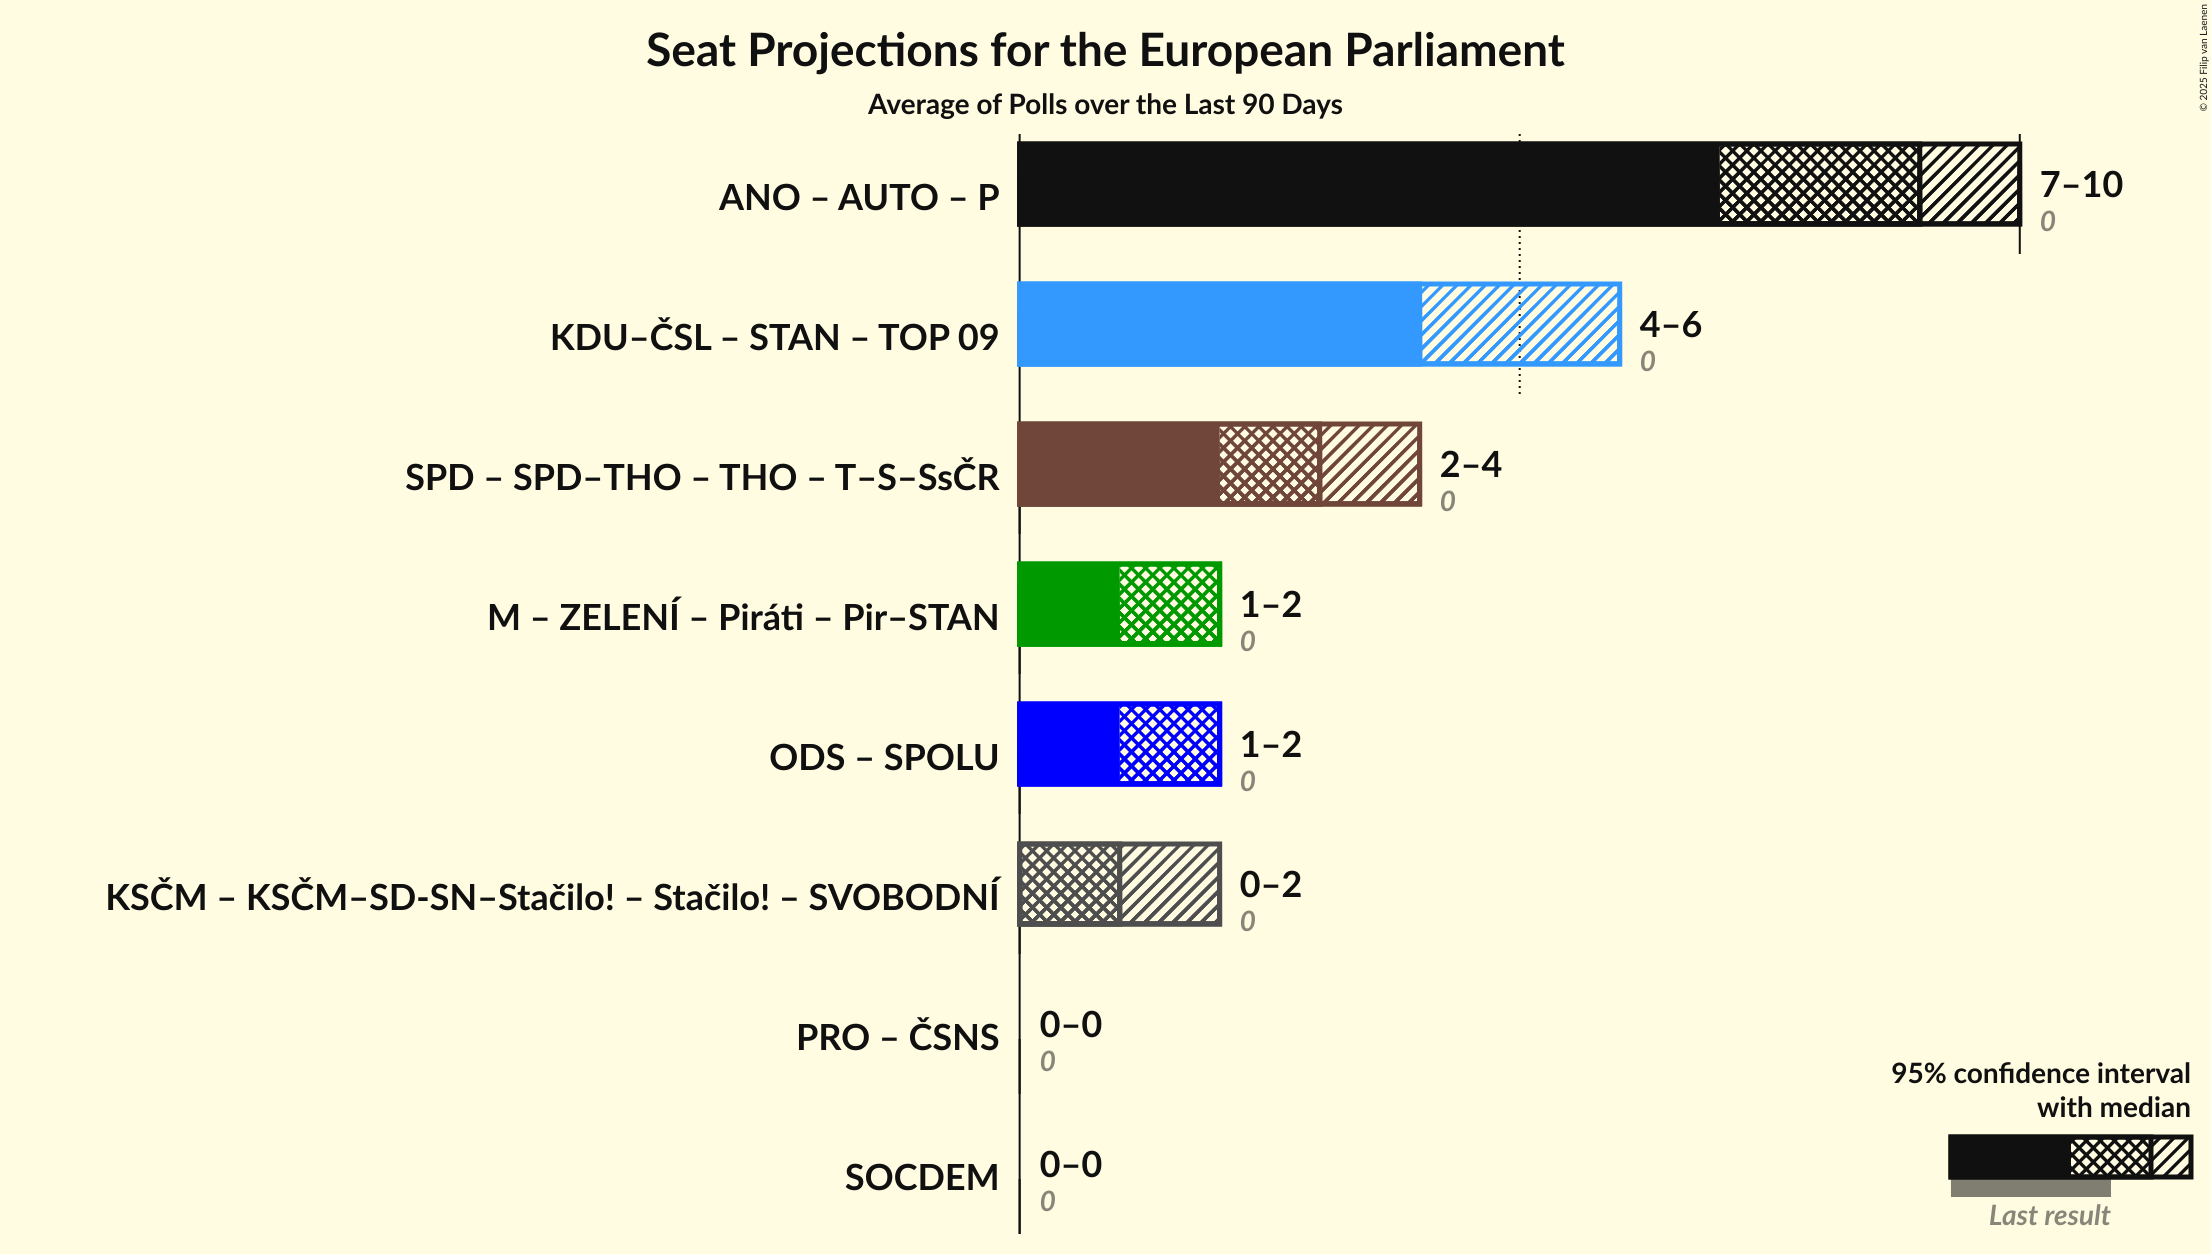 Seat Projections for the European Parliament
Average of Polls over the Last 90 Days
© 2025 Filip van Laenen
ANO – AUTO – P
7–10
0
KDU–ČSL – STAN – TOP 09
4–6
0
SPD – SPD–THO – THO – T–S–SsČR
2–4
0
M – ZELENÍ – Piráti – Pir–STAN
1–2
0
ODS – SPOLU
1–2
0
KSČM – KSČM–SD-SN–Stačilo! – Stačilo! – SVOBODNÍ
0–2
0
PRO – ČSNS
0–0
0
SOCDEM
0–0
0
95% confidence interval
with median
Last result